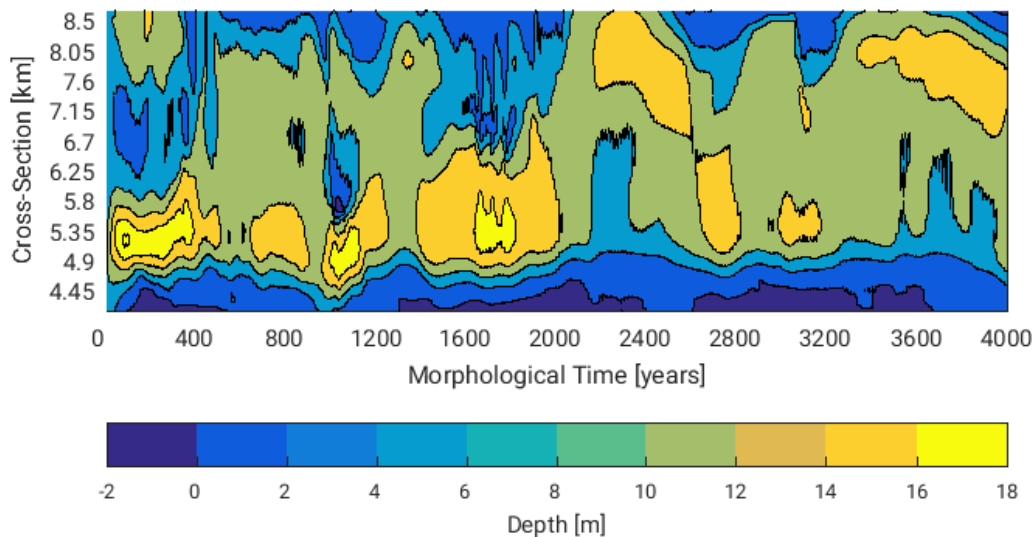 8.5
8.05
7.6
7.15
6.7
6.25
5.8
5.35
4.9
4.45
Cross-Section [km]
0 400 800 1200 1600 2000 2400 2800 3200 3600 4000
Morphological Time [years]
-2 0 2 4 6 8 10 12 14 16 18
Depth [m]